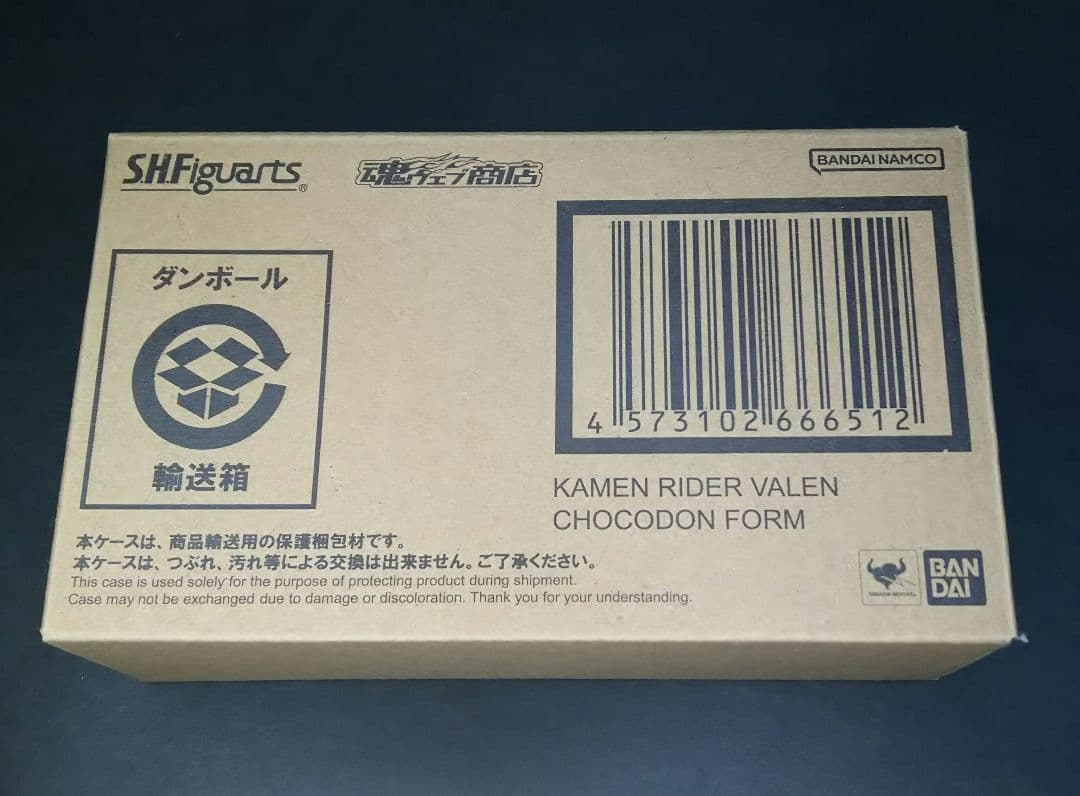 S.H.Figuarts®
魂ウェブ商店
BANDAI NAMCO
ダンボール
輸送箱
4 573102 666512
KAMEN RIDER VALEN
CHOCODON FORM
本ケースは、商品輸送用の保護梱包材です。
本ケースは、つぶれ、汚れ等による交換は出来ません。ご了承ください。
This case is used solely for the purpose of protecting product during shipment.
Case may not be exchanged due to damage or discoloration. Thank you for your understanding.
BAN
DAI